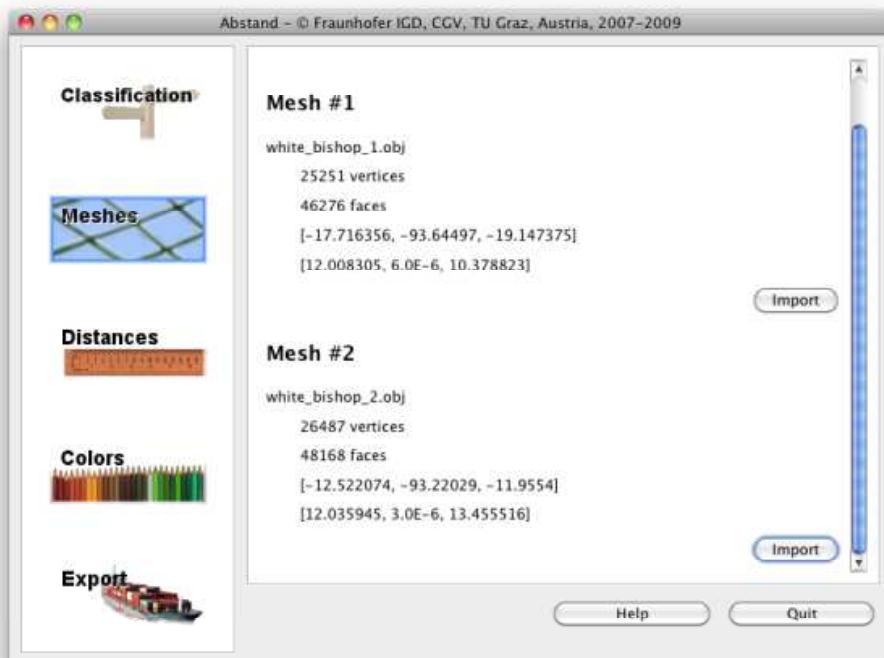 Abstand - © Fraunhofer IGD, CGV, TU Graz, Austria, 2007-2009
Classification
Meshes
Distances
Colors
Export
Mesh #1
white_bishop_1.obj
25251 vertices
46276 faces
[-17.716356, -93.64497, -19.147375]
[12.008305, 6.0E-6, 10.378823]
Import
Mesh #2
white_bishop_2.obj
26487 vertices
48168 faces
[-12.522074, -93.22029, -11.9554]
[12.035945, 3.0E-6, 13.455516]
Import
Help
Quit